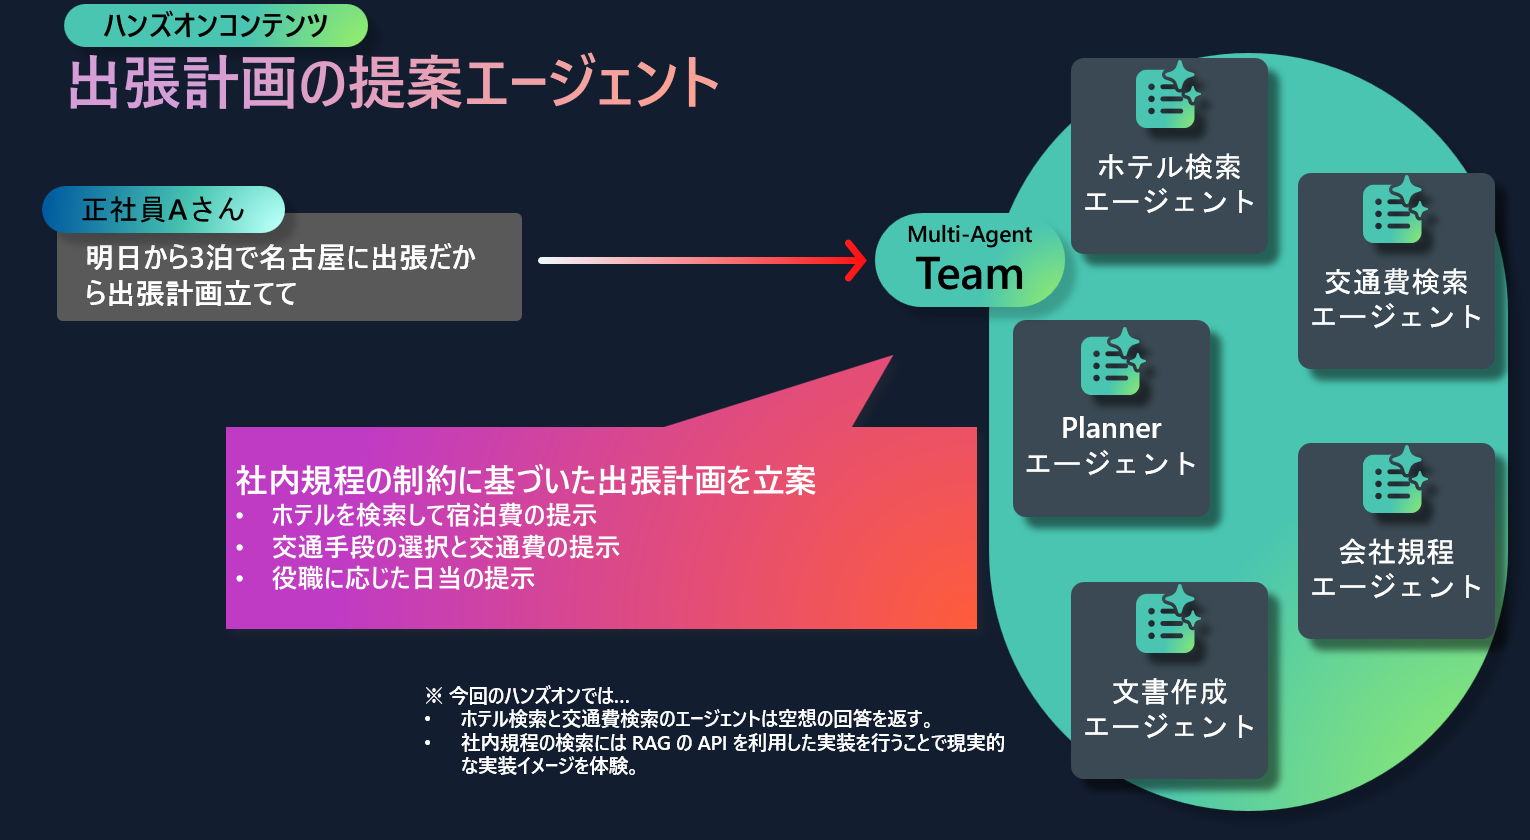 ハンズオンコンテンツ
出張計画の提案エージェント
正社員Aさん
明日から3泊で名古屋に出張だか
ら出張計画立てて
Multi-Agent
Team
社内規程の制約に基づいた出張計画を立案
• ホテルを検索して宿泊費の提示
• 交通手段の選択と交通費の提示
• 役職に応じた日当の提示
ホテル検索
エージェント
交通費検索
エージェント
Planner
エージェント
会社規程
エージェント
文書作成
エージェント
※ 今回のハンズオンでは...
• ホテル検索と交通費検索のエージェントは空想の回答を返す。
• 社内規程の検索には RAG の API を利用した実装を行うことで現実的
な実装イメージを体験。